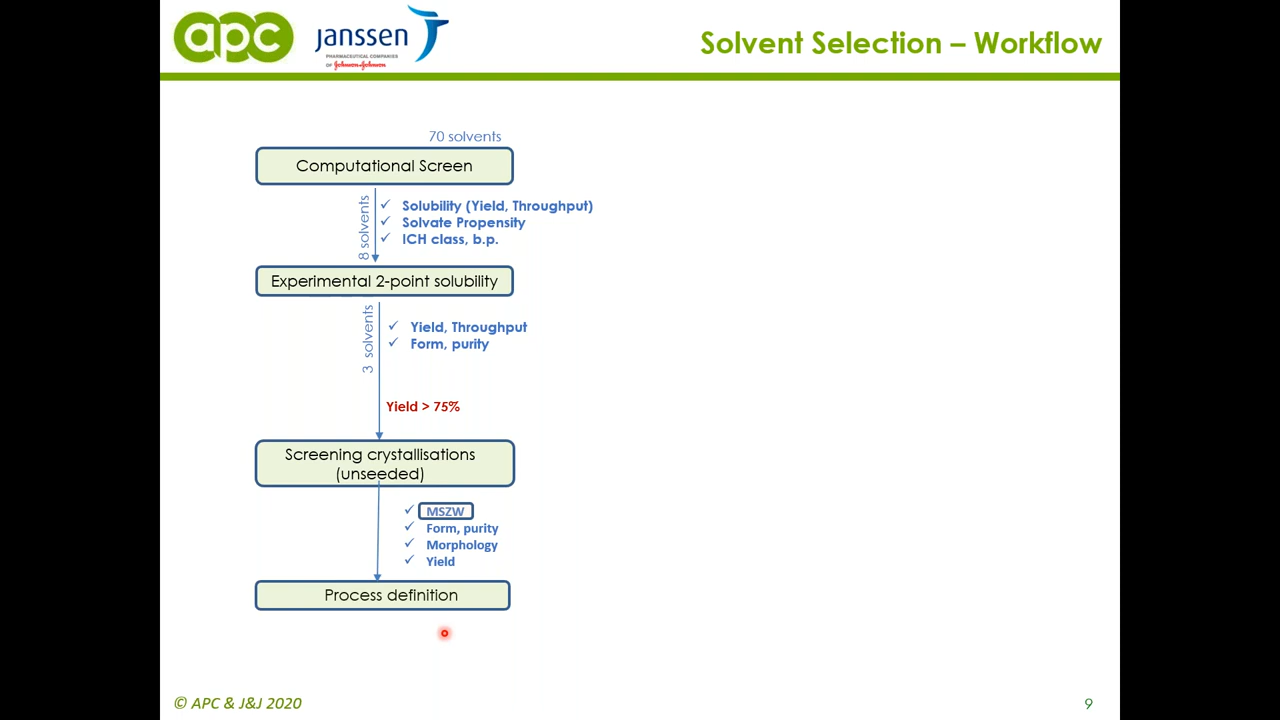 apc
janssen
PHARMACEUTICAL COMPANIES
OF Johnson & Johnson
Solvent Selection – Workflow
70 solvents
Computational Screen
8 solvents
✓ Solubility (Yield, Throughput)
✓ Solvate Propensity
✓ ICH class, b.p.
Experimental 2-point solubility
3 solvents
✓ Yield, Throughput
✓ Form, purity
Yield > 75%
Screening crystallisations
(unseeded)
✓ MSZW
✓ Form, purity
✓ Morphology
✓ Yield
Process definition
© APC & J&J 2020
9